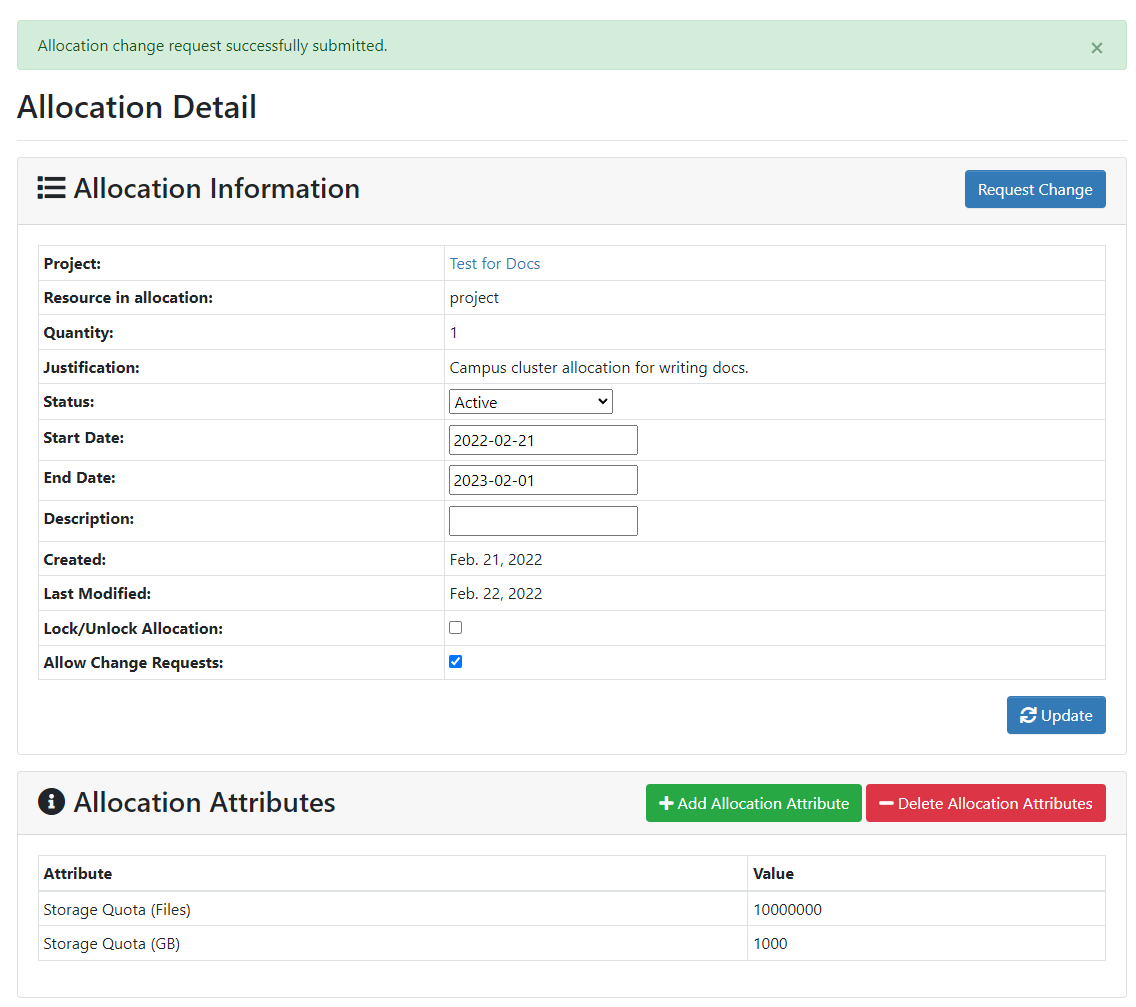 Allocation change request successfully submitted. ×
Allocation Detail
Allocation Information Request Change
Project: Test for Docs
Resource in allocation: project
Quantity: 1
Justification: Campus cluster allocation for writing docs.
Status: Active
Start Date: 2022-02-21
End Date: 2023-02-01
Description:
Created: Feb. 21, 2022
Last Modified: Feb. 22, 2022
Lock/Unlock Allocation:
Allow Change Requests:
Update
Allocation Attributes Add Allocation Attribute Delete Allocation Attributes
Attribute Value
Storage Quota (Files) 10000000
Storage Quota (GB) 1000